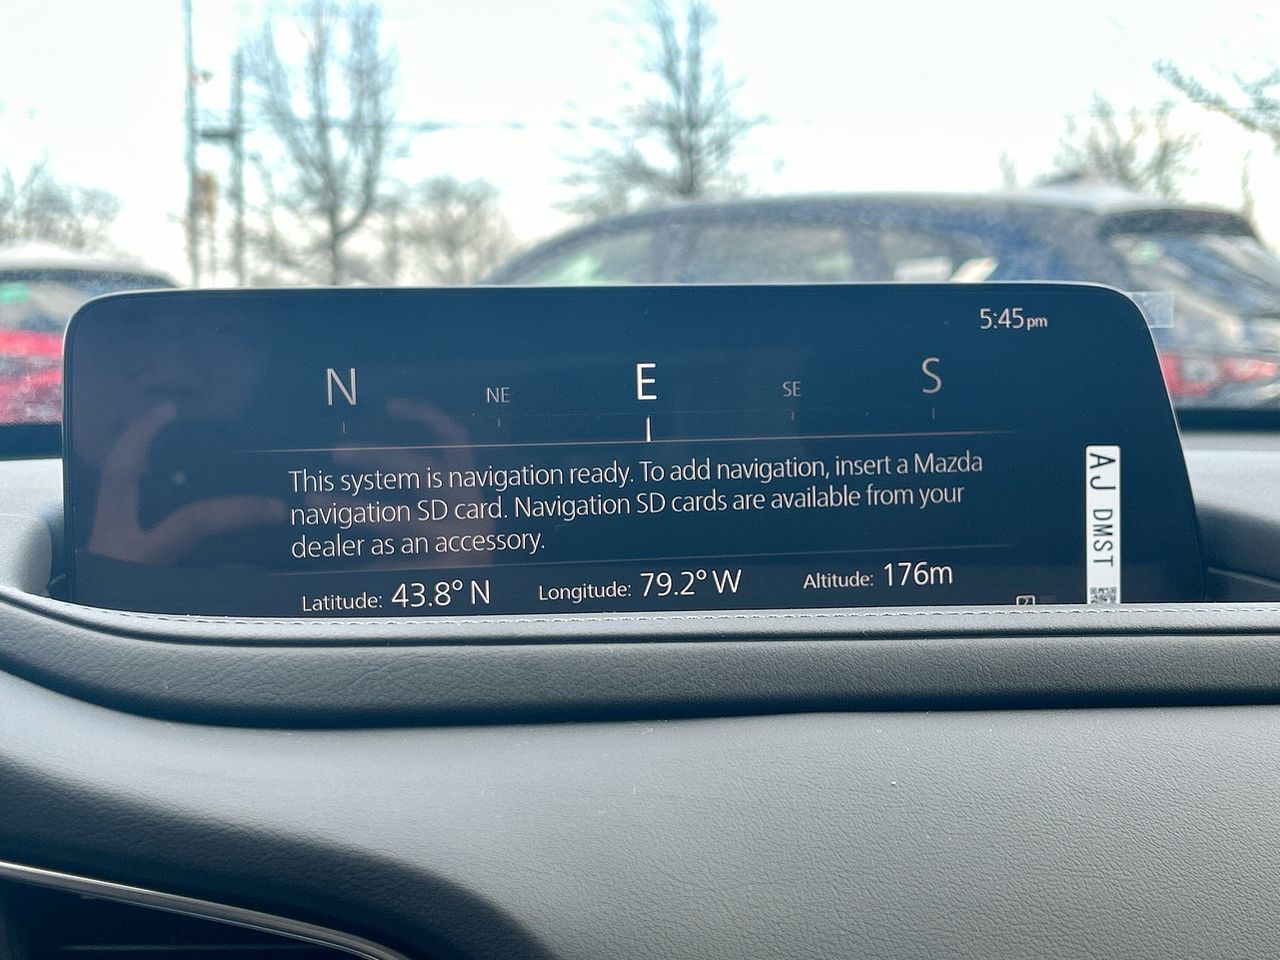 5:45pm
N NE E SE S
This system is navigation ready. To add navigation, insert a Mazda
navigation SD card. Navigation SD cards are available from your
dealer as an accessory.
Latitude: 43.8° N Longitude: 79.2° W Altitude: 176m
AJ DMST